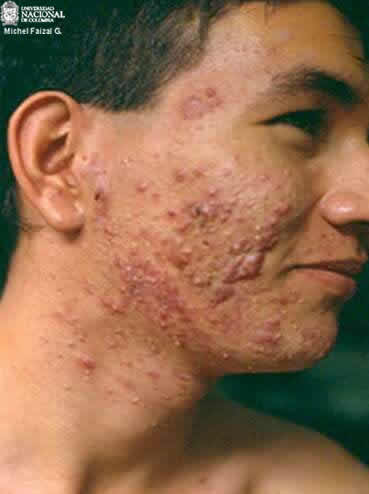 UNIVERSIDAD
NACIONAL
DE COLOMBIA
Michel Faizal G.